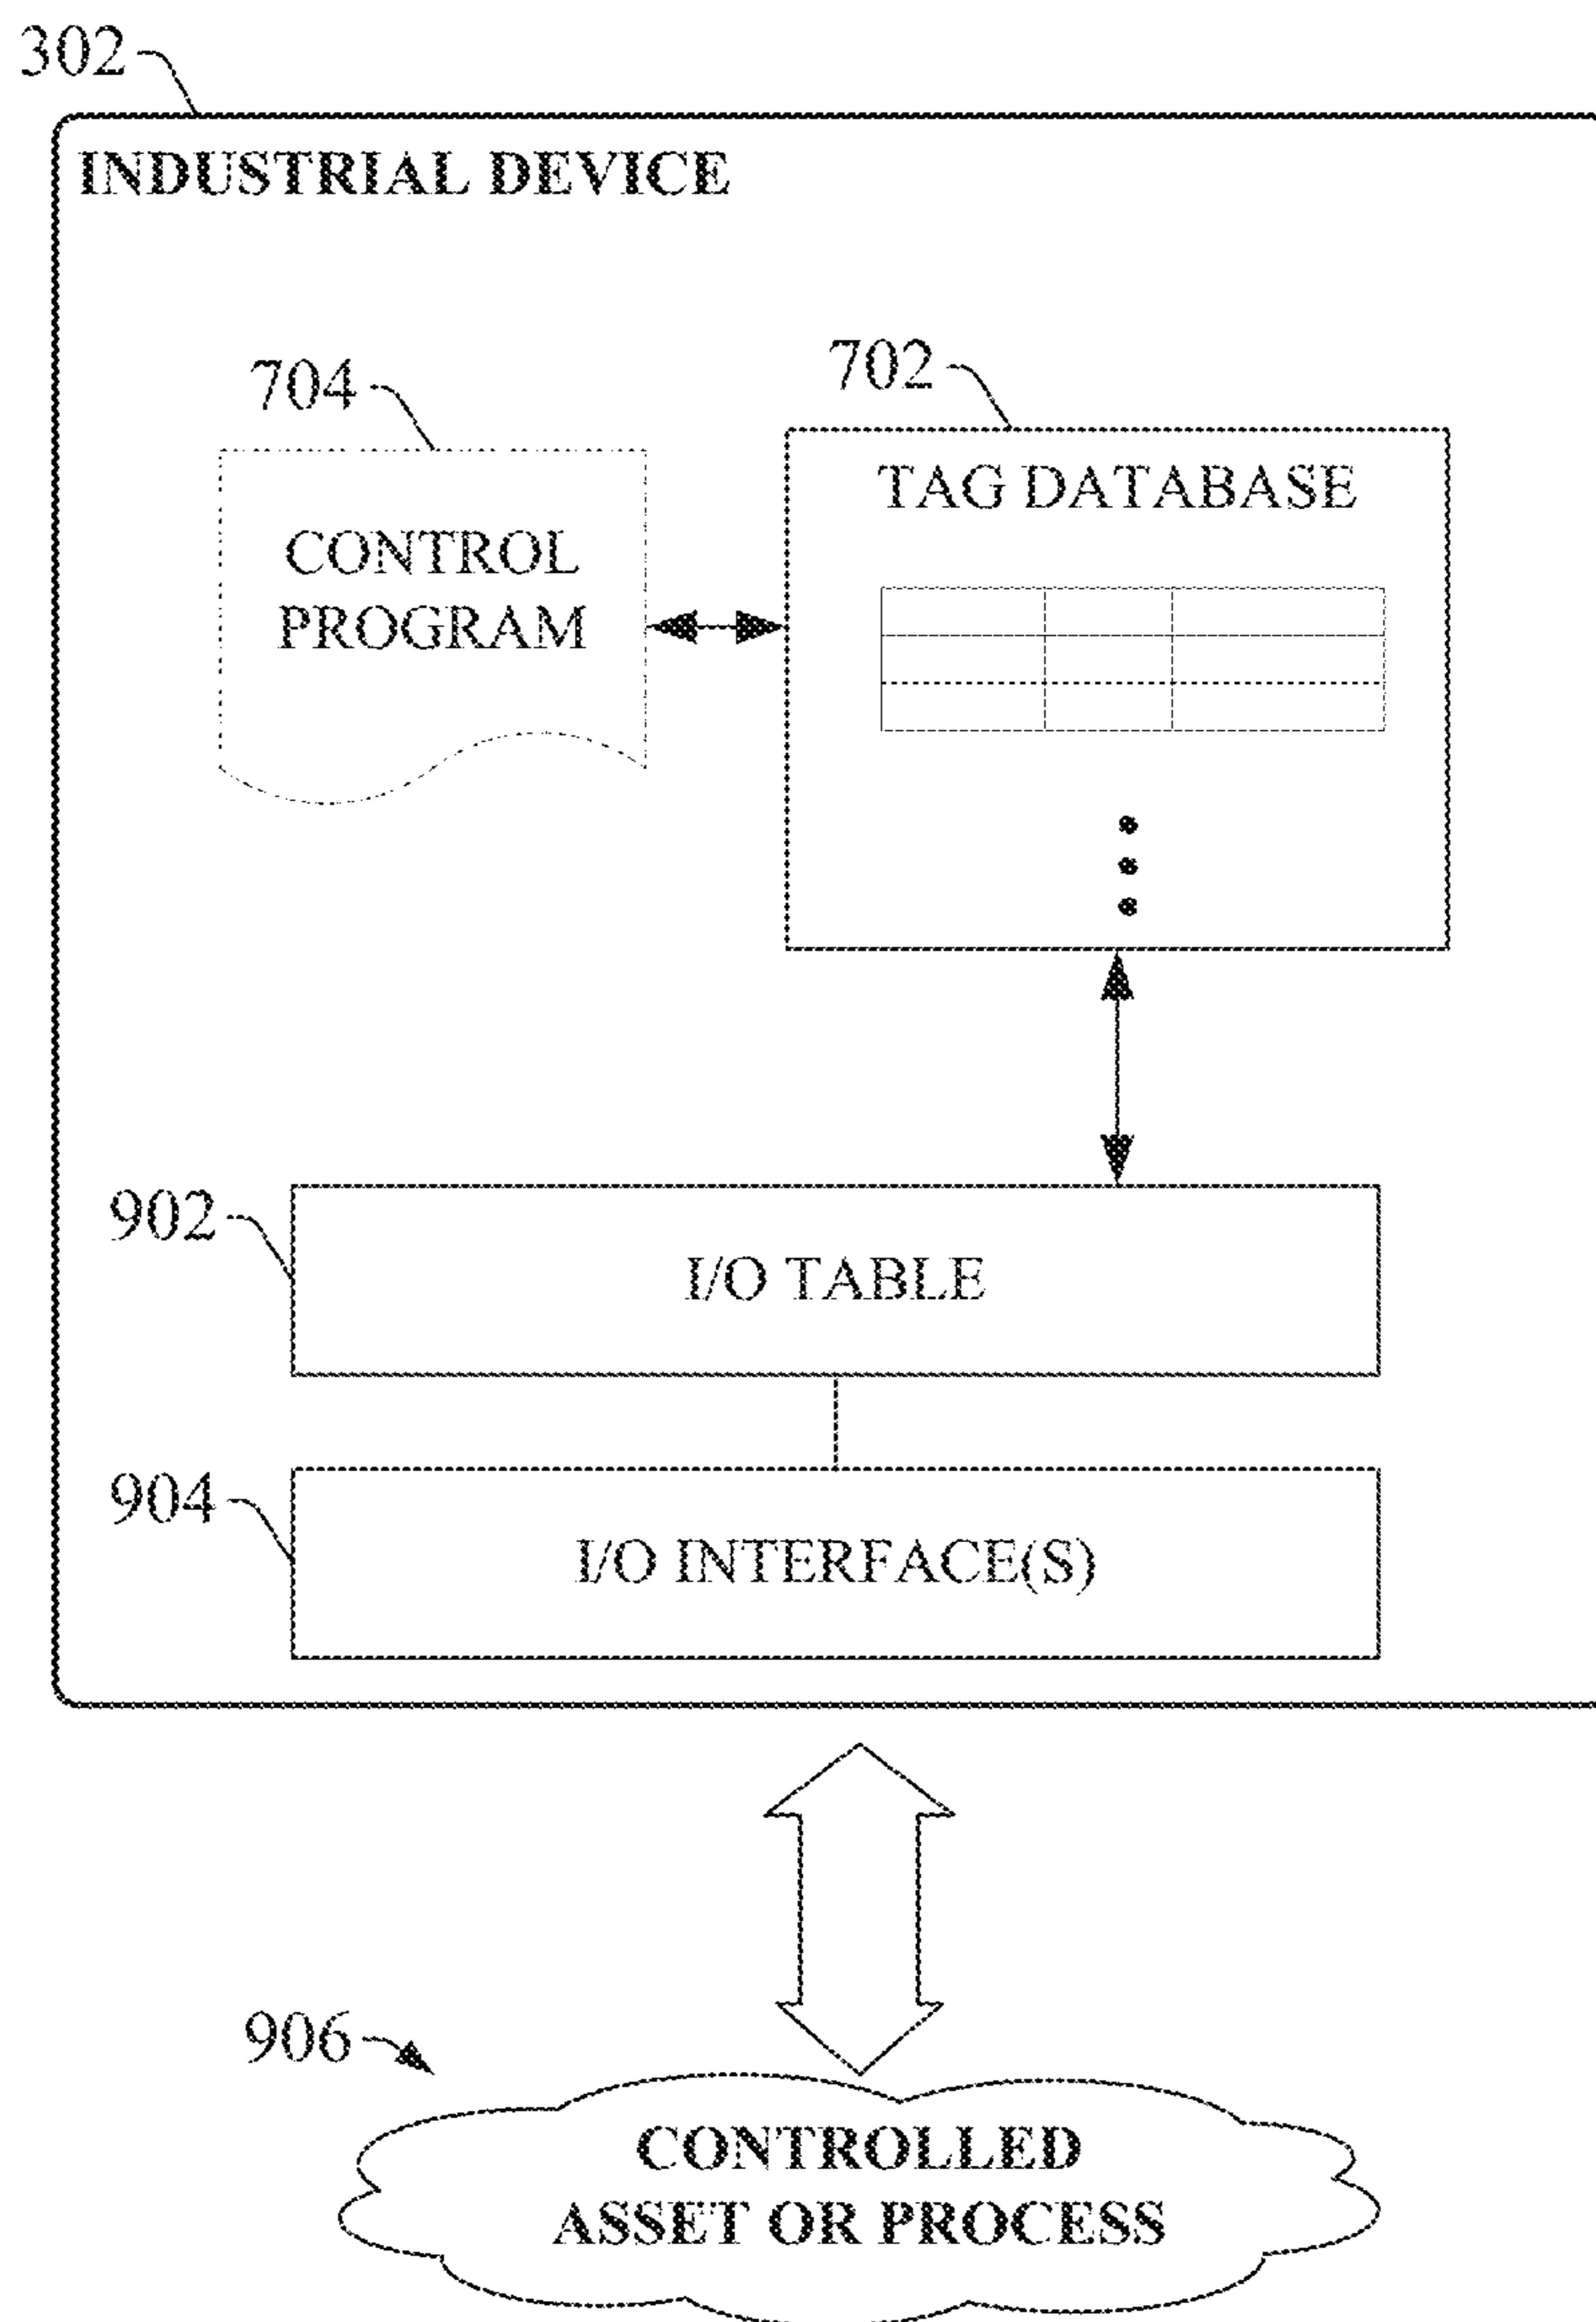 302
INDUSTRIAL DEVICE
704
702
TAG DATABASE
CONTROL
PROGRAM
902
I/O TABLE
904
I/O INTERFACE(S)
906
CONTROLLED
ASSET OR PROCESS